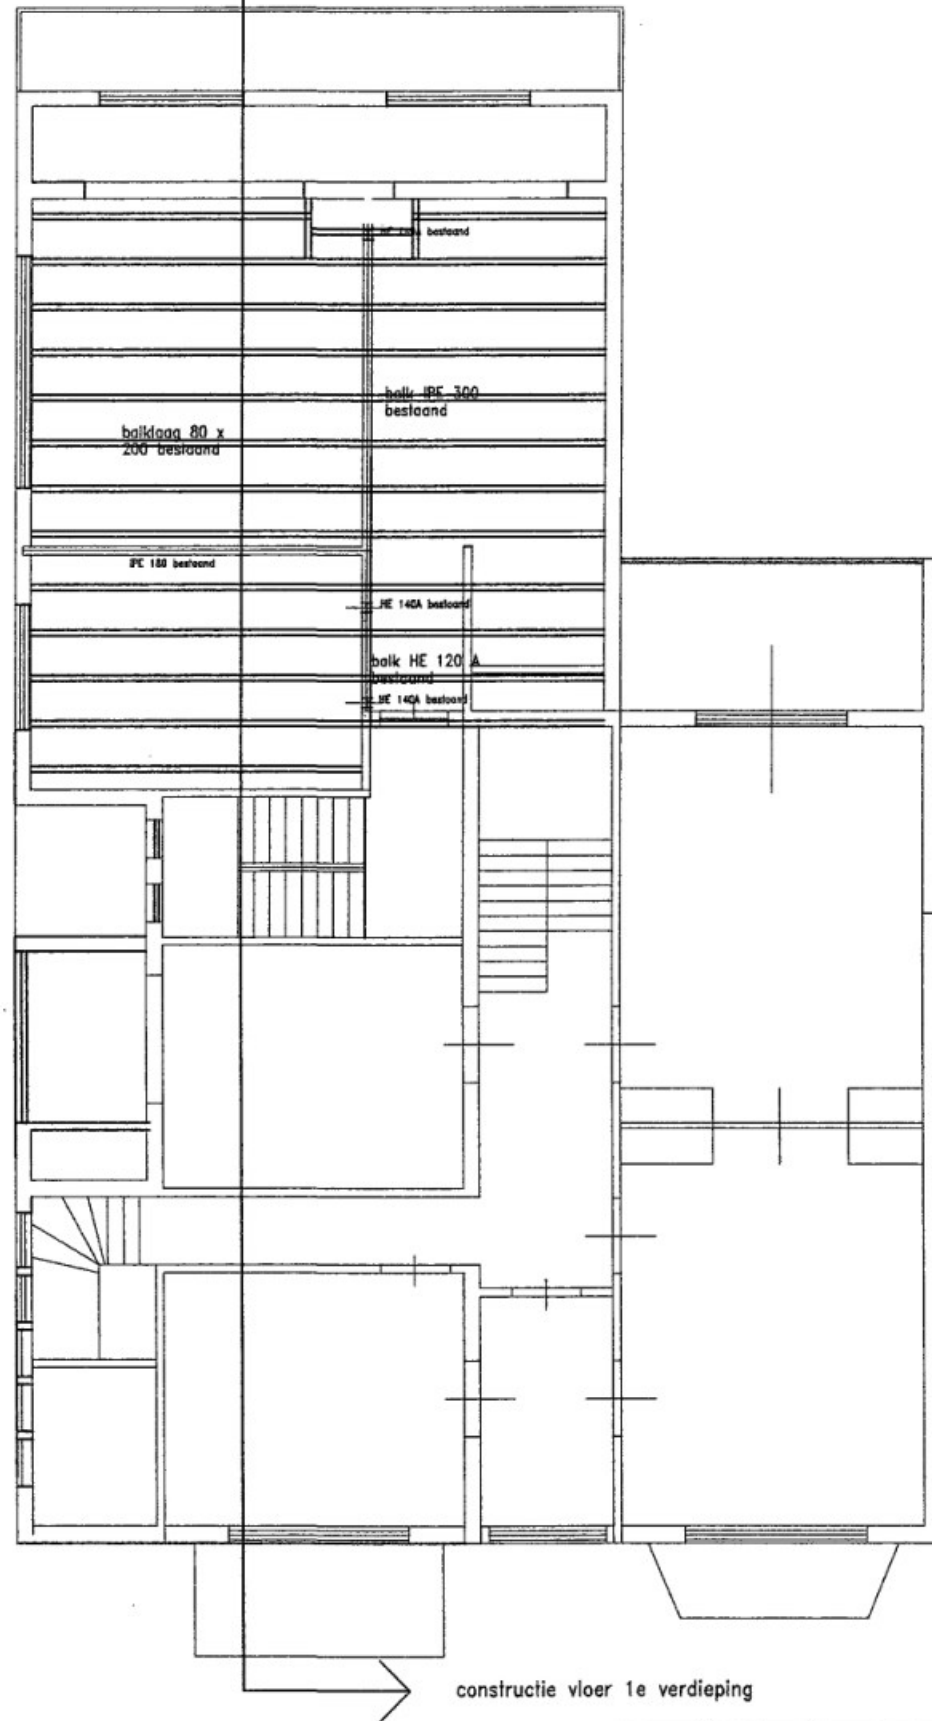 bestaand
balk IPE 300
bestaand
balklaag 80 x
200 bestaand
IPE 180 bestaand
HE 140A bestaand
balk HE 120 A
bestaand
HE 140A bestaand
constructie vloer 1e verdieping